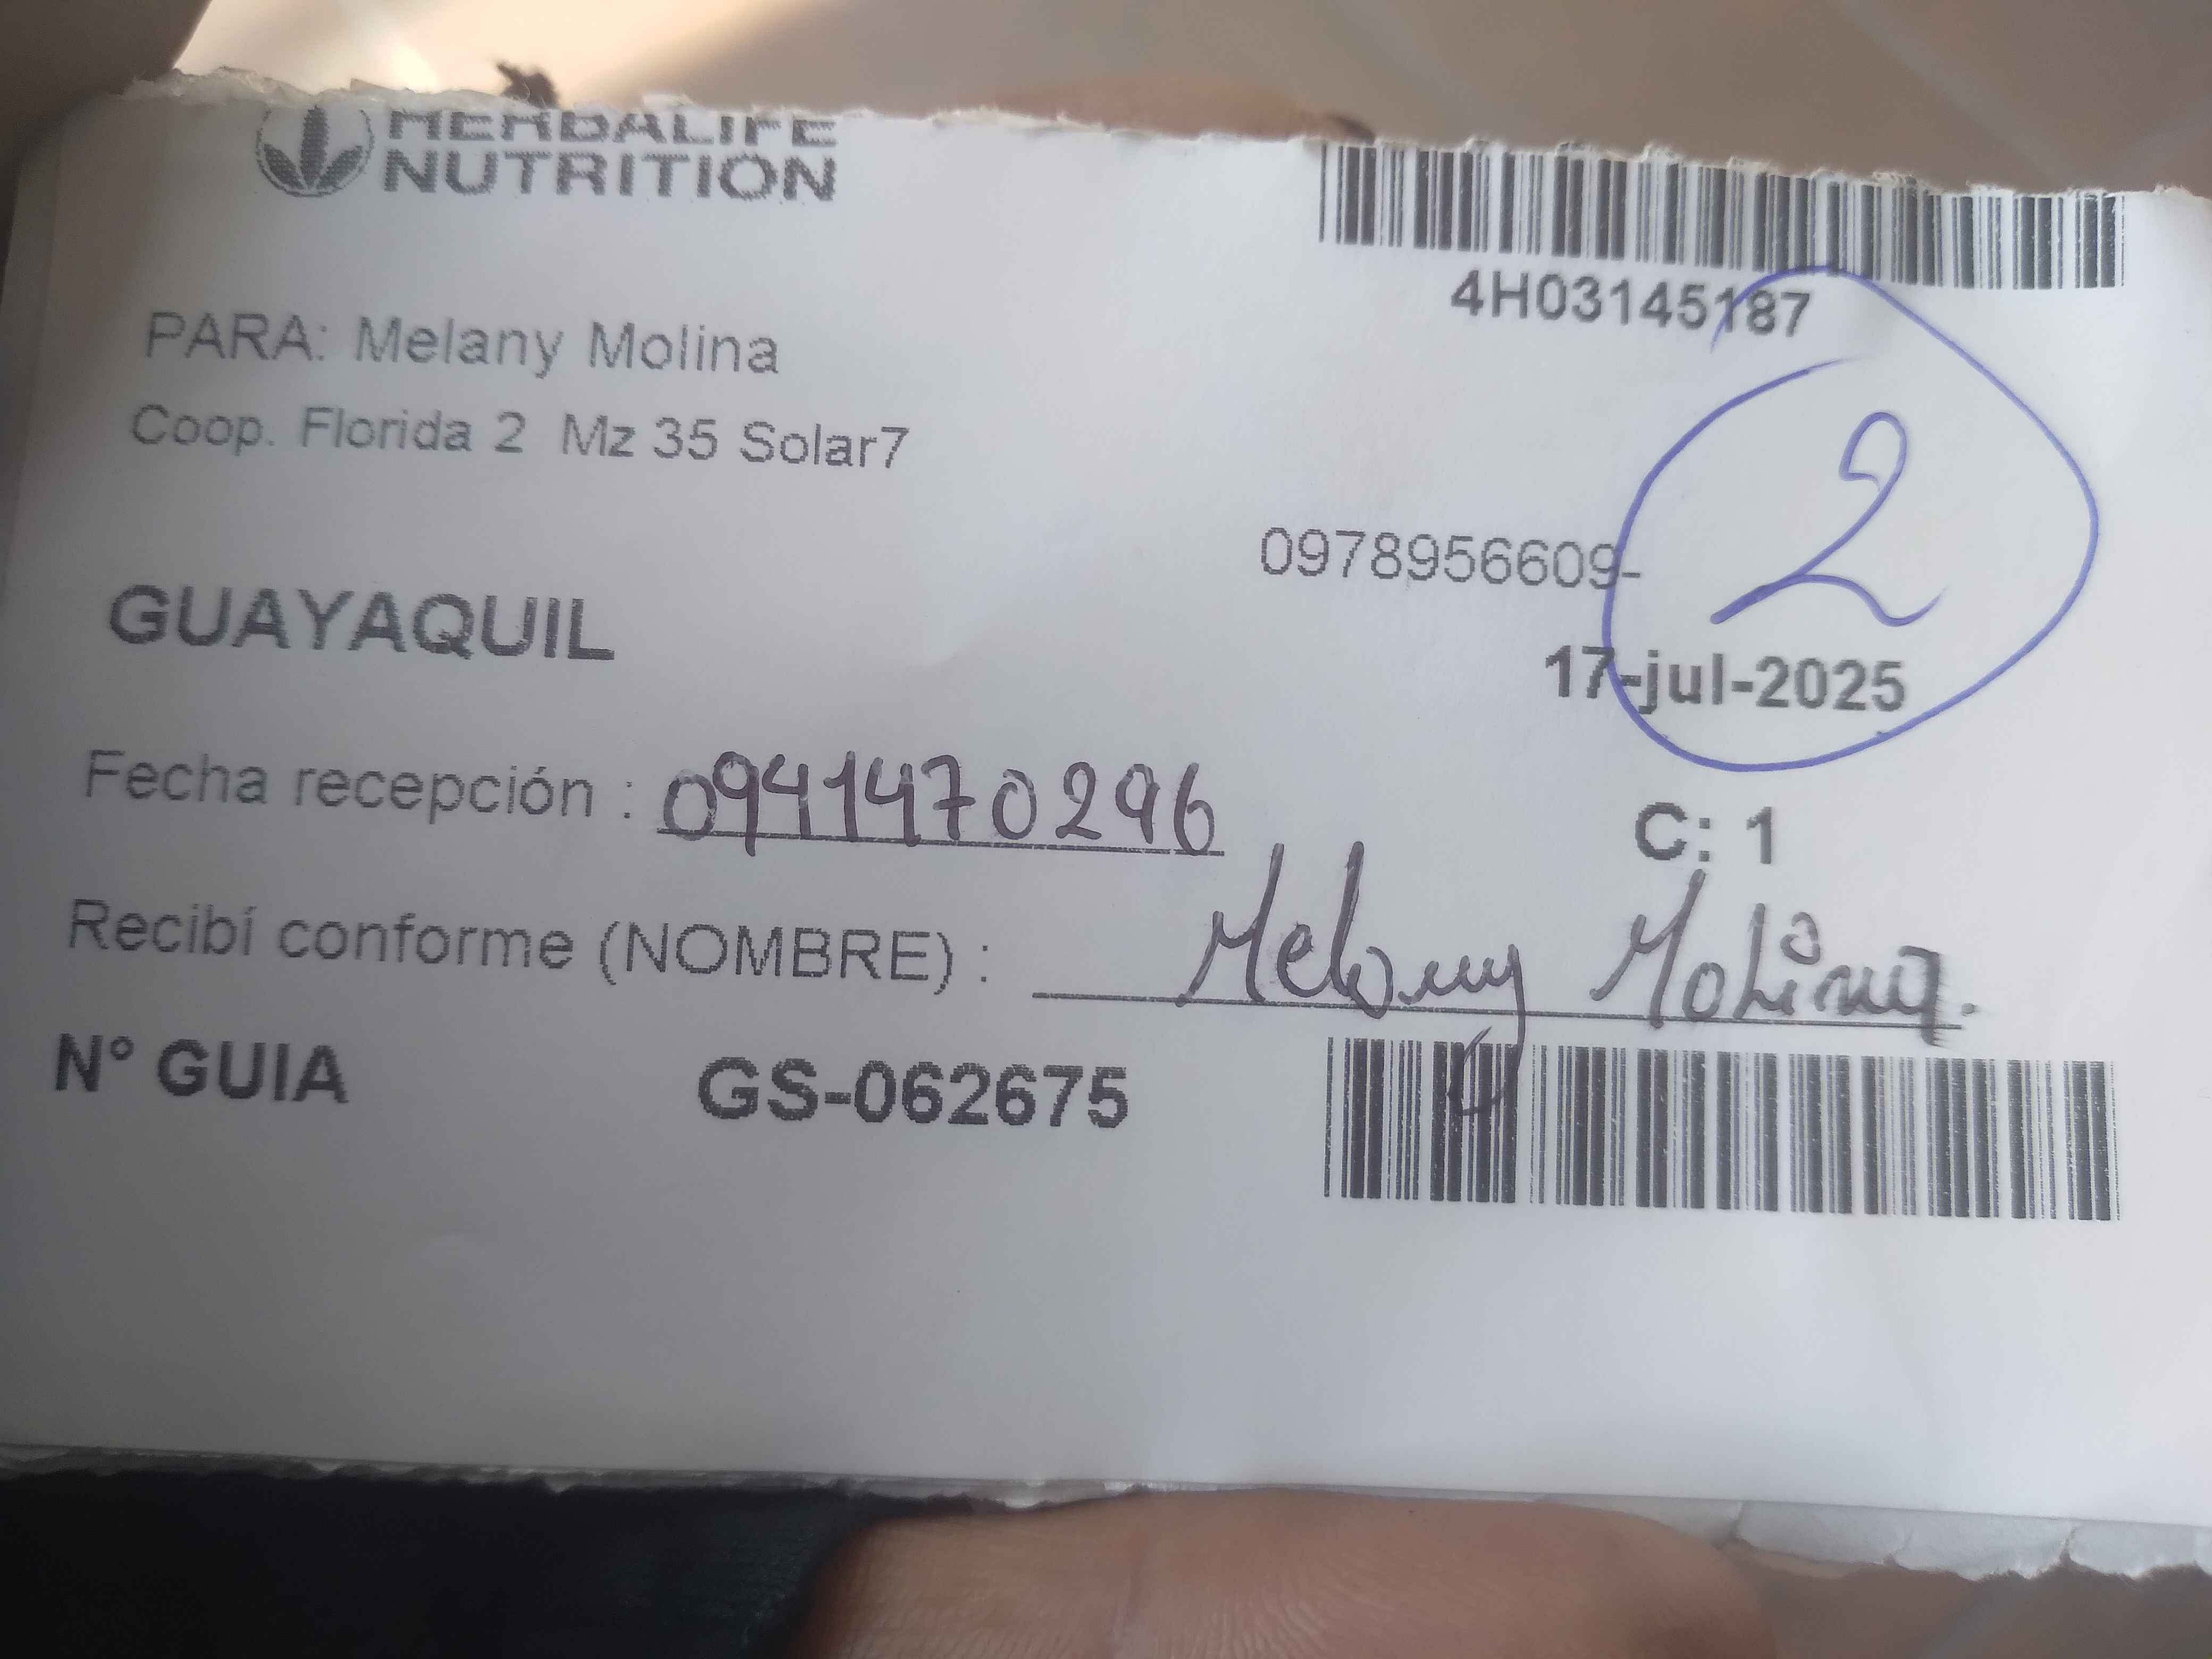 HERBALIFE
NUTRITION
4H03145187
PARA: Melany Molina
Coop. Florida 2 Mz 35 Solar7
2
0978956609-
GUAYAQUIL
17-jul-2025
Fecha recepción : 0941470296
C: 1
Recibí conforme (NOMBRE) : Melany Molina.
N° GUIA GS-062675